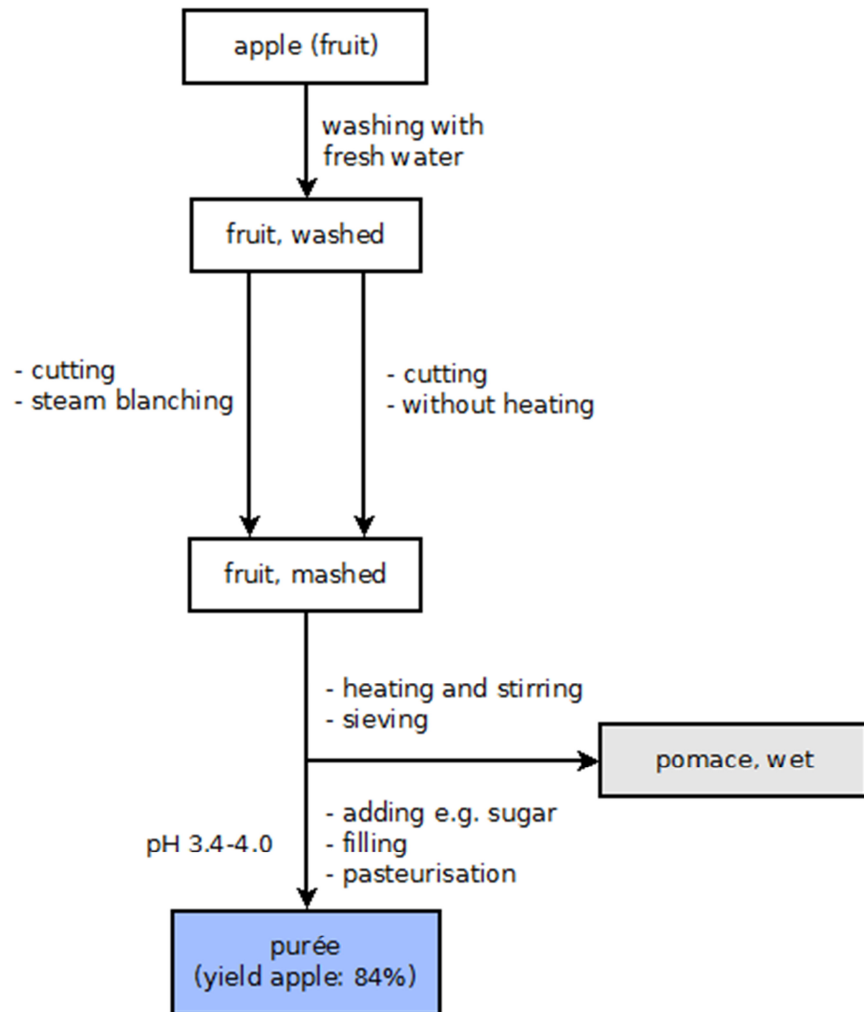 apple (fruit)
washing with
fresh water
fruit, washed
- cutting
- steam blanching
- cutting
- without heating
fruit, mashed
- heating and stirring
- sieving
pomace, wet
- adding e.g. sugar
- filling
- pasteurisation
pH 3.4-4.0
purée
(yield apple: 84%)